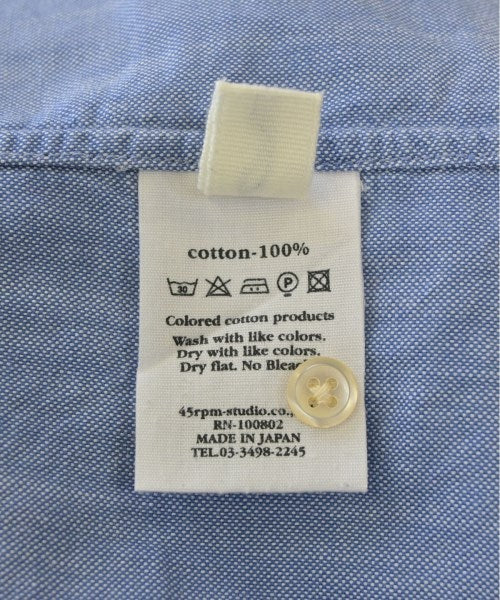 cotton-100%
30 P
Colored cotton products
Wash with like colors.
Dry with like colors.
Dry flat. No
45rpm-studio.co.,
RN-100802
MADE IN JAPAN
TEL.03-3498-2245